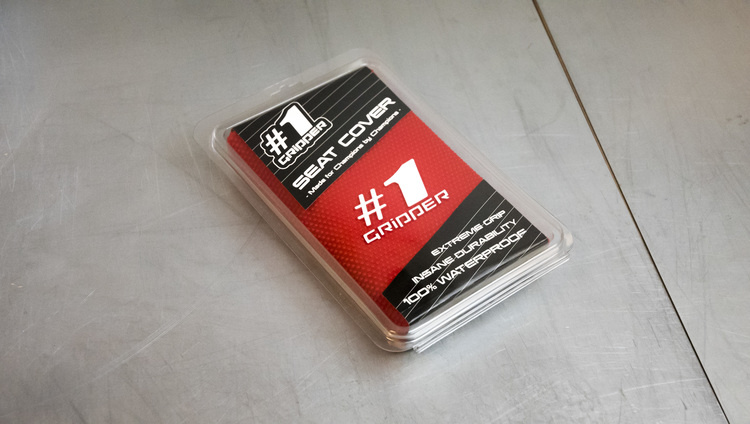 #1
GRIPPER
SEAT COVER
- Made for Champions by Champions -
#1
GRIPPER
EXTREME GRIP
INSANE DURABILITY
100% WATERPROOF